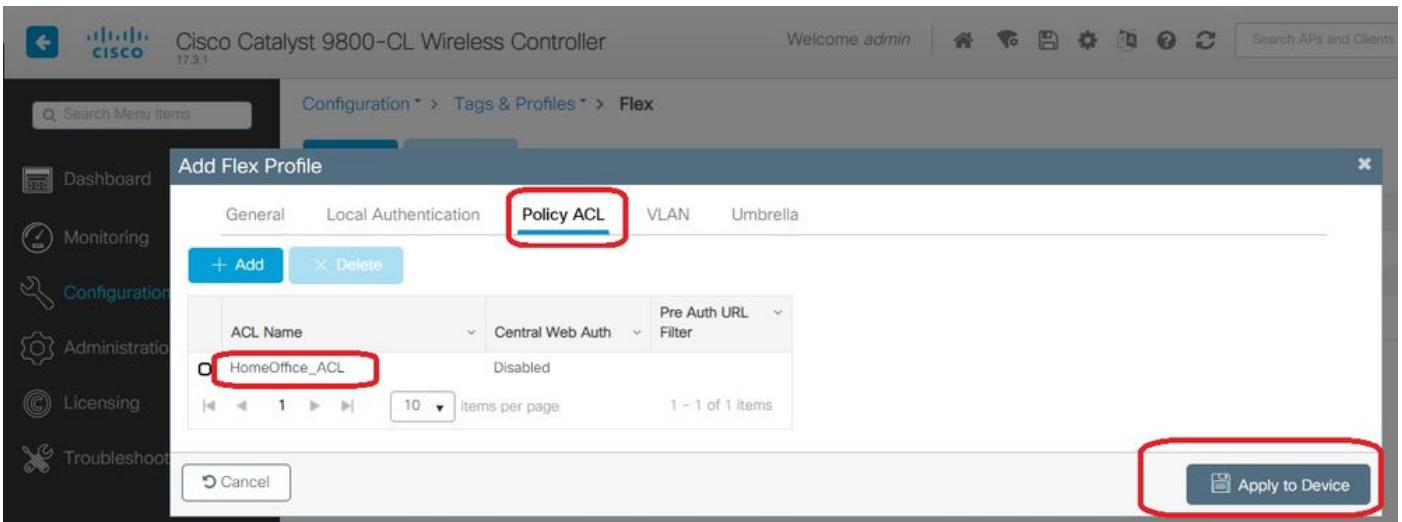 CISCO Cisco Catalyst 9800-CL Wireless Controller Welcome admin Search APs and Clients
17.3.1
Search Menu Items
Configuration > Tags & Profiles > Flex
Add Flex Profile
Dashboard
General Local Authentication Policy ACL VLAN Umbrella
Monitoring
+ Add × Delete
Configuration
ACL Name Central Web Auth Pre Auth URL Filter
Administratio
HomeOffice_ACL Disabled
Licensing
1 10 items per page 1 - 1 of 1 items
Troubleshoot
Cancel Apply to Device